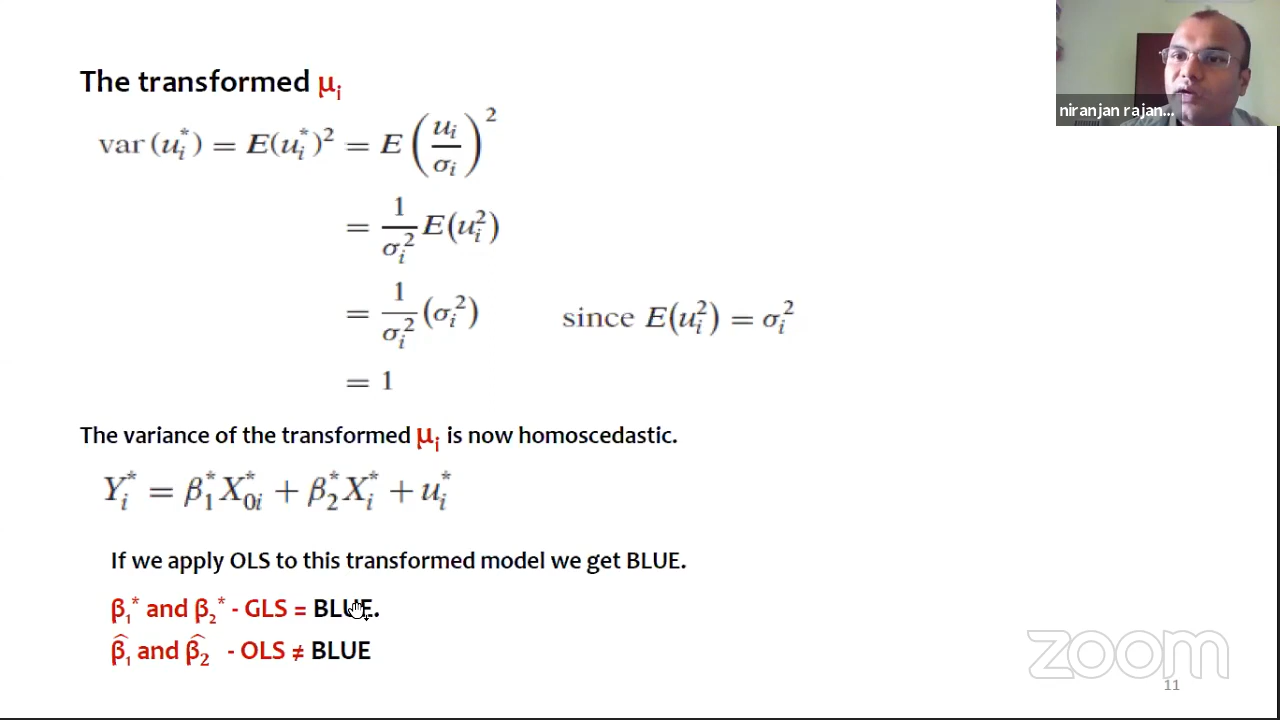 The transformed μᵢ
niranjan rajan...
var(uᵢ*) = E(uᵢ*)² = E(uᵢ/σᵢ)²
= 1/σᵢ² E(uᵢ²)
= 1/σᵢ² (σᵢ²) since E(uᵢ²) = σᵢ²
= 1
The variance of the transformed μᵢ is now homoscedastic.
Yᵢ* = β₁*X₀ᵢ* + β₂*Xᵢ* + uᵢ*
If we apply OLS to this transformed model we get BLUE.
β₁* and β₂* - GLS = BLUE.
β̂₁ and β̂₂ - OLS ≠ BLUE
zoom
11